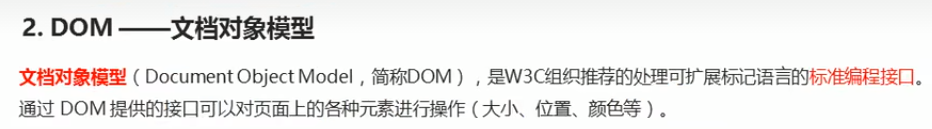 2. DOM ——文档对象模型
文档对象模型（Document Object Model，简称DOM），是W3C组织推荐的处理可扩展标记语言的标准编程接口。
通过 DOM 提供的接口可以对页面上的各种元素进行操作（大小、位置、颜色等）。